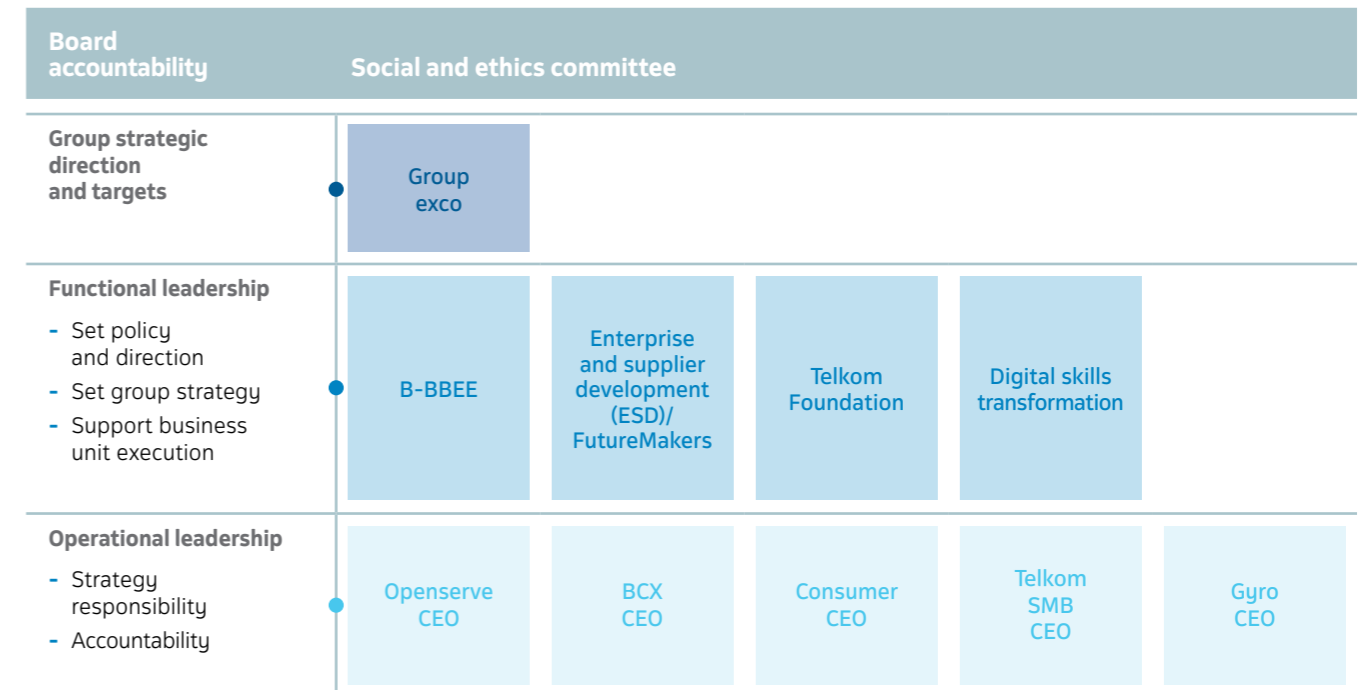 Board
accountability
Social and ethics committee
Group strategic
direction
and targets
Group
exco
Functional leadership
- Set policy
and direction
- Set group strategy
- Support business
unit execution
B-BBEE
Enterprise
and supplier
development
(ESD)/
FutureMakers
Telkom
Foundation
Digital skills
transformation
Operational leadership
- Strategy
responsibility
- Accountability
Openserve
CEO
BCX
CEO
Consumer
CEO
Telkom
SMB
CEO
Gyro
CEO